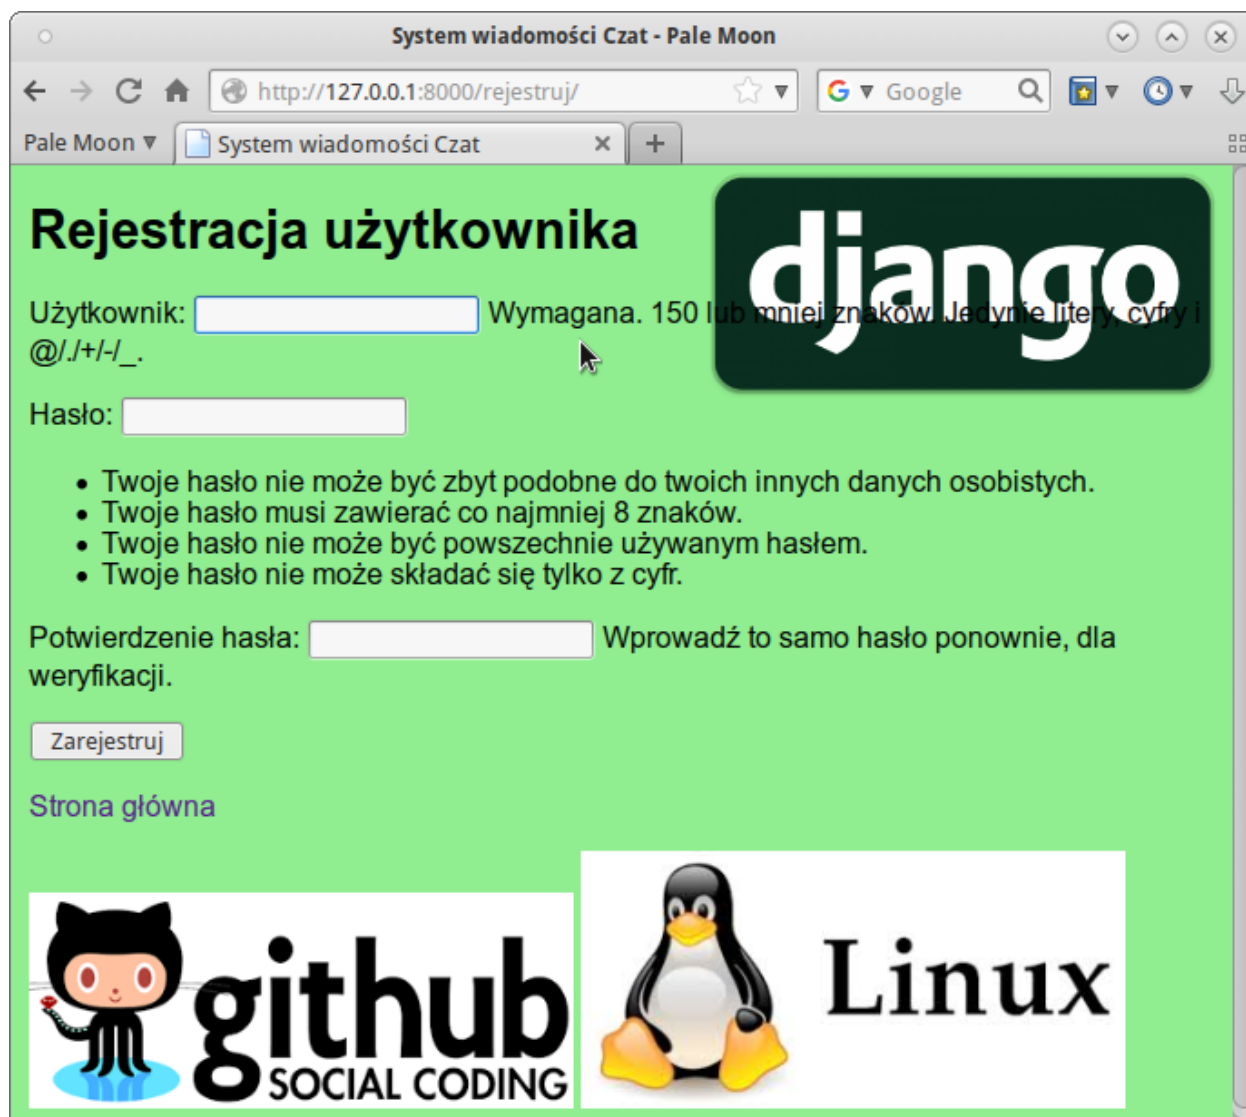 System wiadomości Czat - Pale Moon
http://127.0.0.1:8000/rejestruj/
Google
Pale Moon
System wiadomości Czat
django
Rejestracja użytkownika
Użytkownik: Wymagana. 150 lub mniej znaków. Jedynie litery, cyfry i
@/./+/-/_.
Hasło:
Twoje hasło nie może być zbyt podobne do twoich innych danych osobistych.
Twoje hasło musi zawierać co najmniej 8 znaków.
Twoje hasło nie może być powszechnie używanym hasłem.
Twoje hasło nie może składać się tylko z cyfr.
Potwierdzenie hasła: Wprowadź to samo hasło ponownie, dla
weryfikacji.
Zarejestruj
Strona główna
github
SOCIAL CODING
Linux